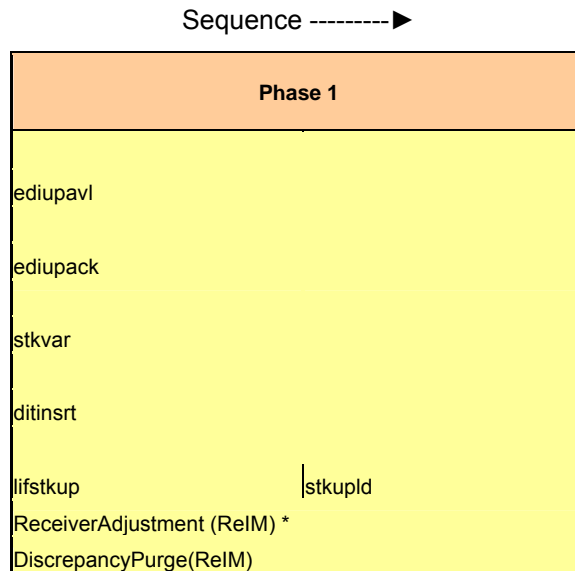 Sequence ---------►
Phase 1
ediupavl
ediupack
stkvar
ditinsrt
lifstkup stkupld
ReceiverAdjustment (ReIM) *
DiscrepancyPurge(ReIM)